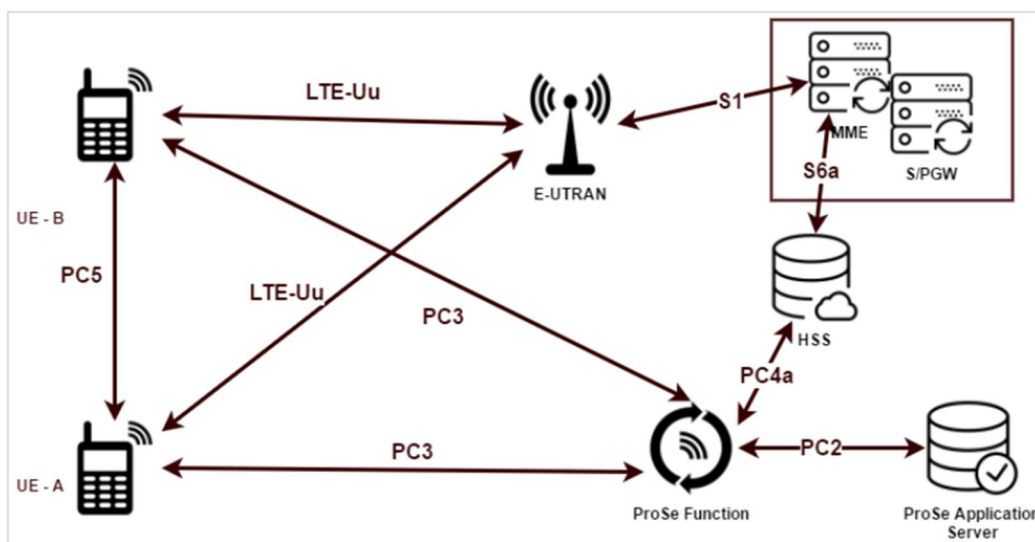 LTE-Uu
S1
MME
S/PGW
E-UTRAN
S6a
UE - B
PC5
LTE-Uu
PC3
HSS
PC4a
PC3
PC2
UE - A
ProSe Function
ProSe Application
Server